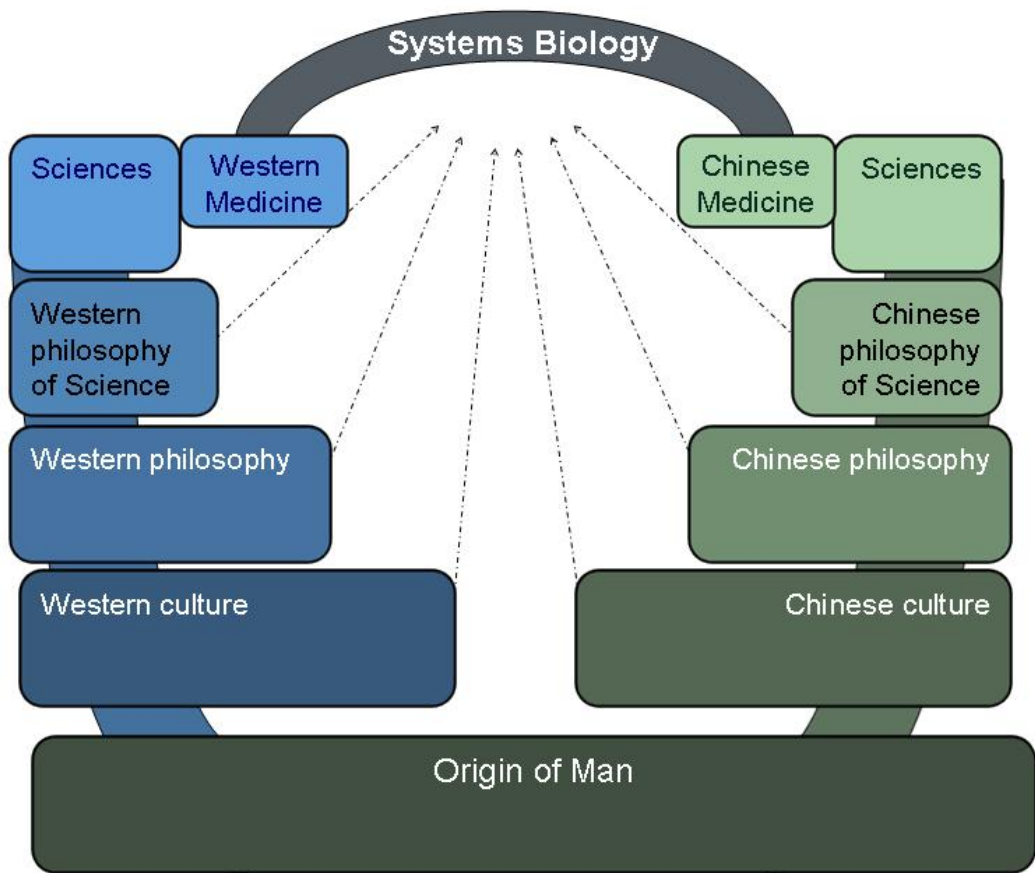 Systems Biology
Sciences
Western
Medicine
Chinese
Medicine
Sciences
Western
philosophy
of Science
Chinese
philosophy
of Science
Western philosophy
Chinese philosophy
Western culture
Chinese culture
Origin of Man